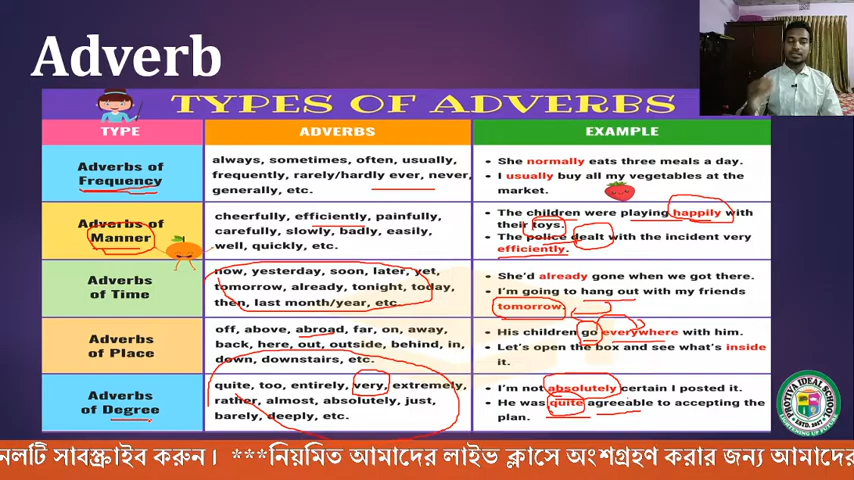 Adverb
TYPES OF ADVERBS
TYPE
ADVERBS
EXAMPLE
Adverbs of
Frequency
always, sometimes, often, usually,
frequently, rarely/hardly ever, never,
generally, etc.
• She normally eats three meals a day.
• I usually buy all my vegetables at the
market.
Adverbs of
Manner
cheerfully, efficiently, painfully,
carefully, slowly, badly, easily,
well, quickly, etc.
• The children were playing happily with
their toys.
• The police dealt with the incident very
efficiently.
Adverbs
of Time
now, yesterday, soon, later, yet,
tomorrow, already, tonight, today,
then, last month/year, etc.
• She'd already gone when we got there.
• I'm going to hang out with my friends
tomorrow.
Adverbs
of Place
off, above, abroad, far, on, away,
back, here, out, outside, behind, in,
down, downstairs, etc.
• His children go everywhere with him.
• Let's open the box and see what's inside
it.
Adverbs
of Degree
quite, too, entirely, very, extremely,
rather, almost, absolutely, just,
barely, deeply, etc.
• I'm not absolutely certain I posted it.
• He was quite agreeable to accepting the
plan.
PROTIVA IDEAL SCHOOL
ESTD. 2017
নলটি সাবস্ক্রাইব করুন। ***নিয়মিত আমাদের লাইভ ক্লাসে অংশগ্রহণ করার জন্য আমাদের